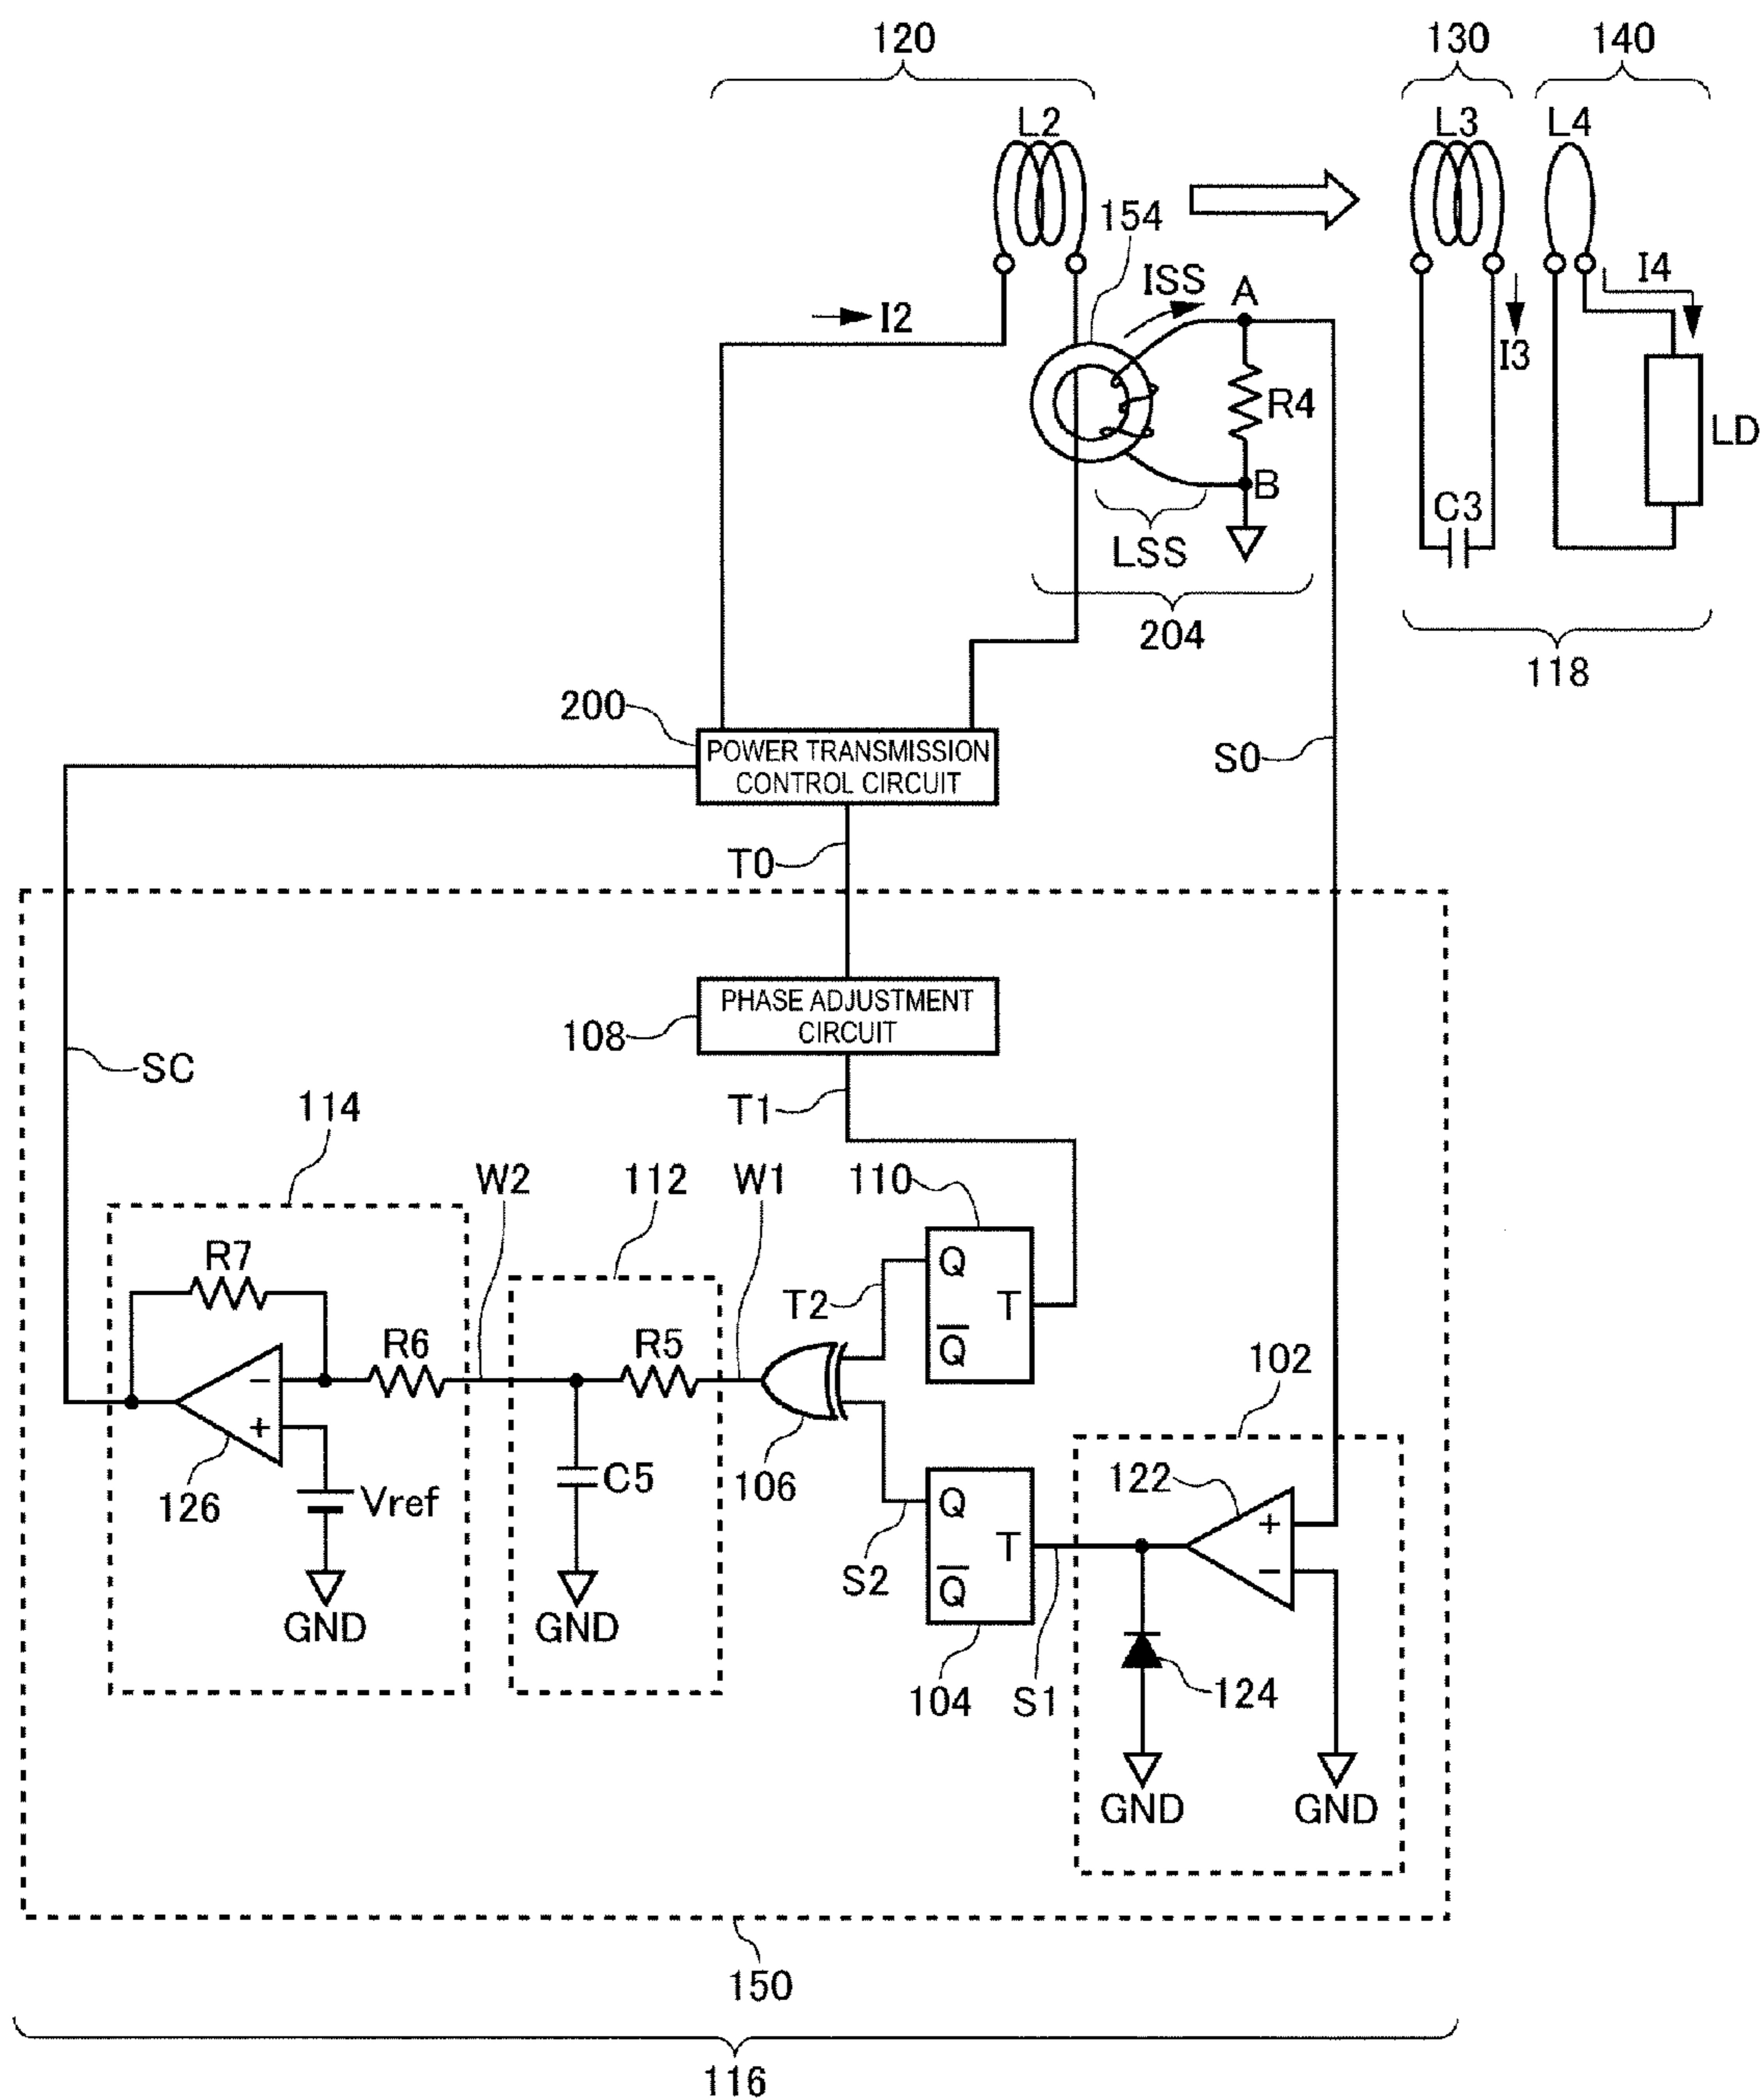 120
130
140
L2
L3
L4
154
ISS
A
I4
I2
I3
R4
LD
B
C3
LSS
204
118
200
POWER TRANSMISSION
CONTROL CIRCUIT
S0
T0
PHASE ADJUSTMENT
CIRCUIT
108
SC
T1
114
W2
112
W1
110
R7
Q
T2
T
Q̅
R6
R5
102
-
+
126
Vref
C5
106
122
Q
T
+
-
S2
Q̅
GND
GND
104
S1
124
GND
GND
150
116